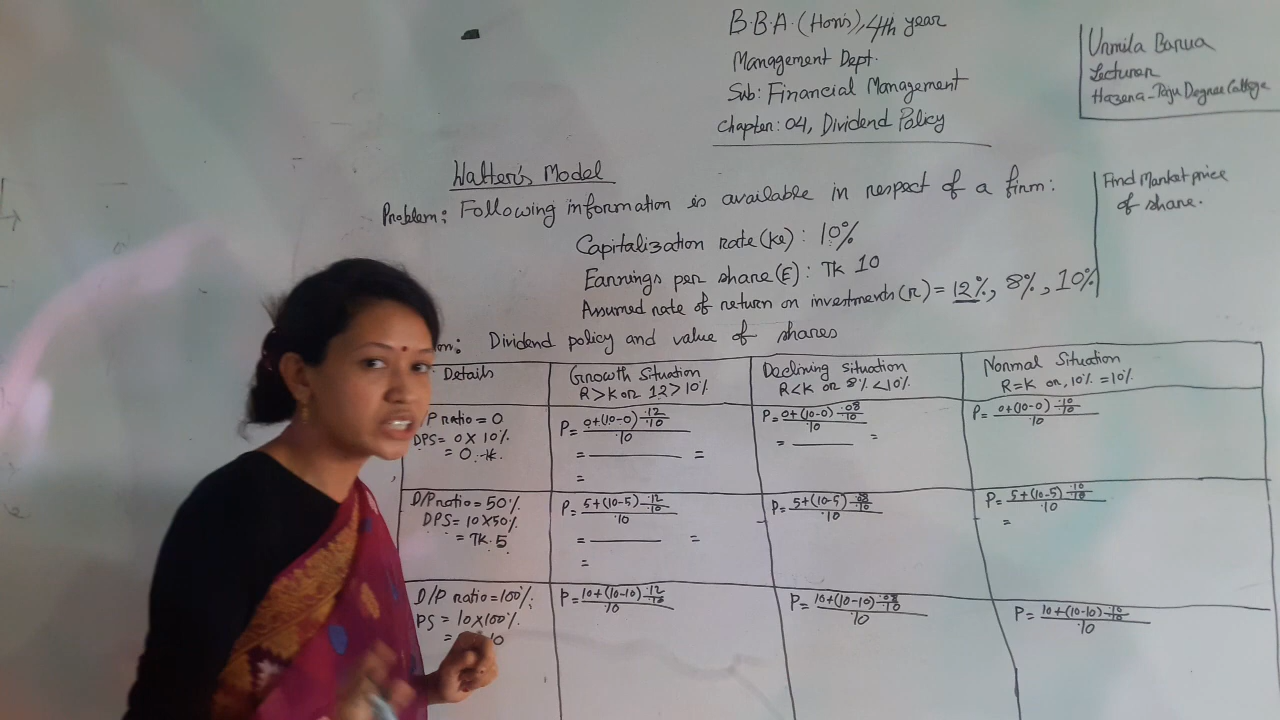 B.B.A. (Hon's), 4th year
Management Dept.
Sub: Financial Management
Chapter: 04, Dividend Policy
Urmila Barua
Lecturer
Hazera-Taju Degree College
Walter's Model
Problem: Following information is available in respect of a firm:
Capitalization rate (ke) : 10%
Earnings per share (E) : TK 10
Assumed rate of return on investments (R) = 12%, 8%, 10%
Find Market price
of share.
on: Dividend policy and value of shares
Details
Growth Situation
R>K or 12>10%
Declining situation
R<K or 8%<10%
Normal Situation
R=K or, 10% =10%
/P ratio = 0
DPS = 0 X 10%
= 0 tk.
P= 0+(10-0) .12/.10 / .10
= =
=
P= 0+(10-0) .08/.10 / .10
= =
P= 0+(10-0) .10/.10 / .10
D/P ratio = 50%
DPS = 10 X 50%
= TK. 5
P= 5+(10-5) .12/.10 / .10
= =
=
P= 5+(10-5) .08/.10 / .10
P= 5+(10-5) .10/.10 / .10
=
D/P ratio = 100%
PS = 10 X 100%
= 10
P= 10+(10-10) .12/.10 / .10
P= 10+(10-10) .08/.10 / .10
P= 10+(10-10) .10/.10 / .10